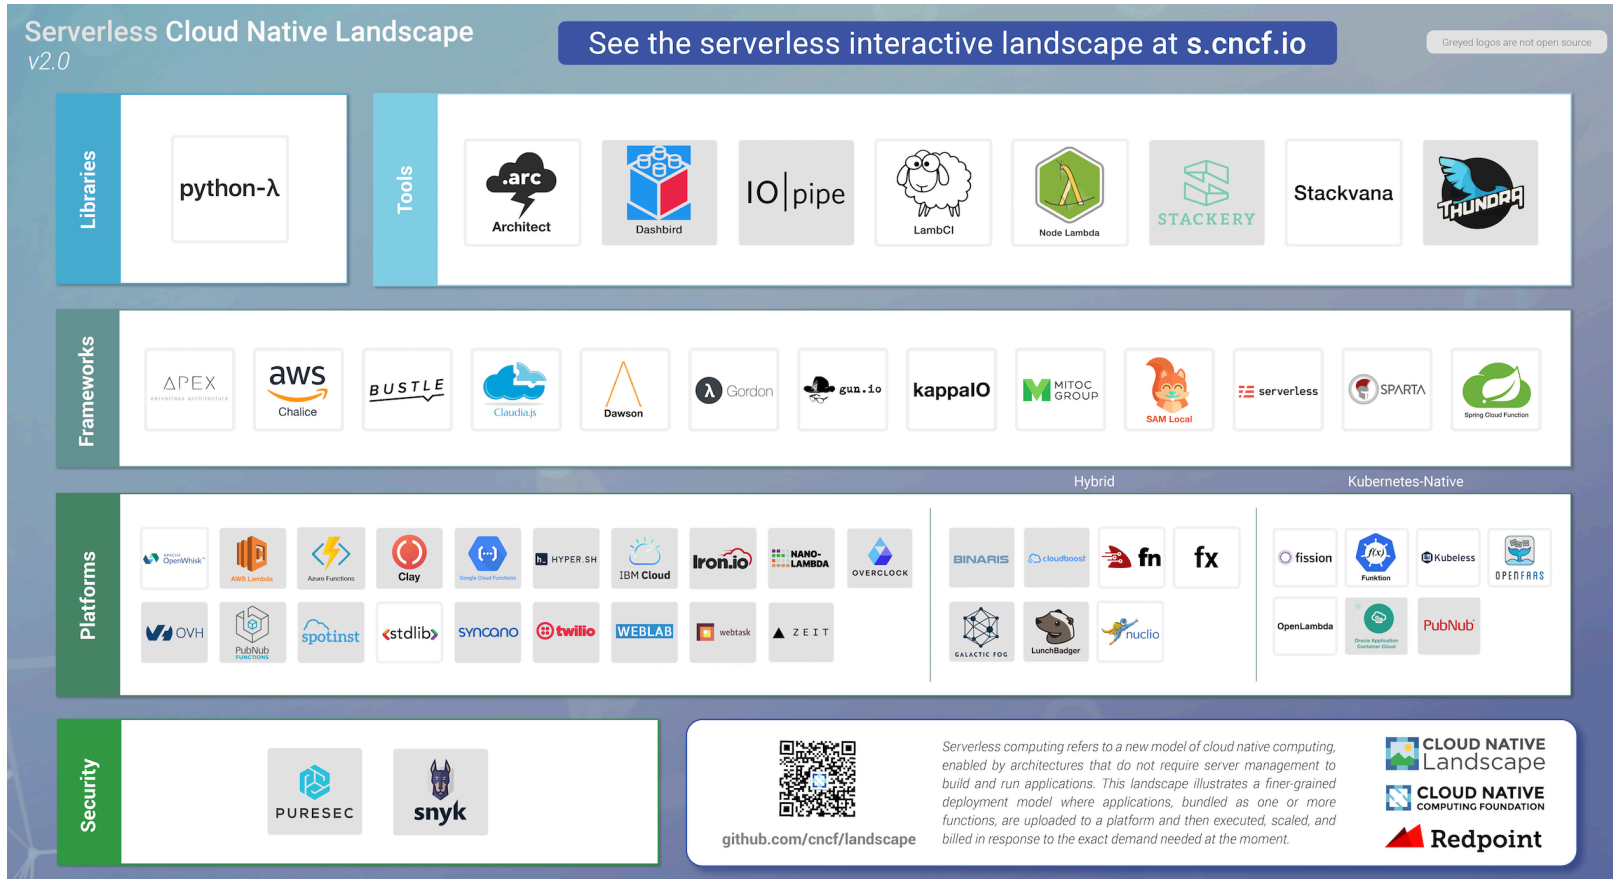 Serverless Cloud Native Landscape
v2.0
See the serverless interactive landscape at s.cncf.io
Greyed logos are not open source
Libraries
python-λ
Tools
.arc
Architect
Dashbird
IO|pipe
LambCI
Node Lambda
STACKERY
Stackvana
THUNDRA
Frameworks
APEX
serverless architecture
aws
Chalice
BUSTLE
Claudia.js
Dawson
λ Gordon
gun.io
kappaIO
MITOC
GROUP
SAM Local
serverless
SPARTA
Spring Cloud Function
Hybrid
Kubernetes-Native
Platforms
APACHE
OpenWhisk™
AWS Lambda
Azure Functions
Clay
Google Cloud Functions
h_ HYPER.SH
IBM Cloud
Iron.io
NANO-
LAMBDA
OVERCLOCK
OVH
PubNub
FUNCTIONS
spotinst
<stdlib>
syncano
twilio
WEBLAB
webtask
ZEIT
BINARIS
cloudboost
fn
fx
GALACTIC FOG
LunchBadger
nuclio
fission
f(x)
Funktion
Kubeless
OPENFAAS
OpenLambda
Oracle Application
Container Cloud
PubNub
Security
PURESEC
snyk
github.com/cncf/landscape
Serverless computing refers to a new model of cloud native computing,
enabled by architectures that do not require server management to
build and run applications. This landscape illustrates a finer-grained
deployment model where applications, bundled as one or more
functions, are uploaded to a platform and then executed, scaled, and
billed in response to the exact demand needed at the moment.
CLOUD NATIVE
Landscape
CLOUD NATIVE
COMPUTING FOUNDATION
Redpoint